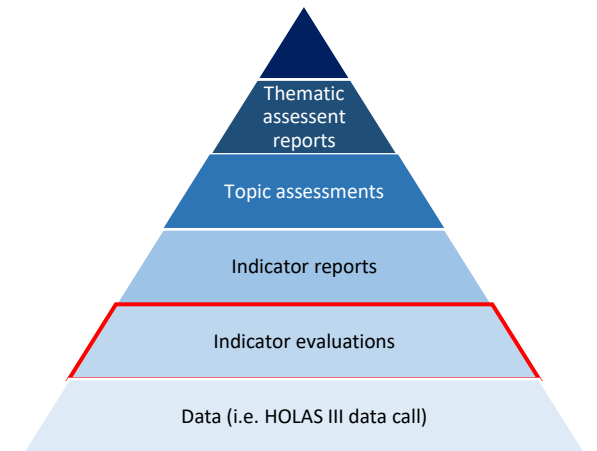 Thematic
assessent
reports
Topic assessments
Indicator reports
Indicator evaluations
Data (i.e. HOLAS III data call)